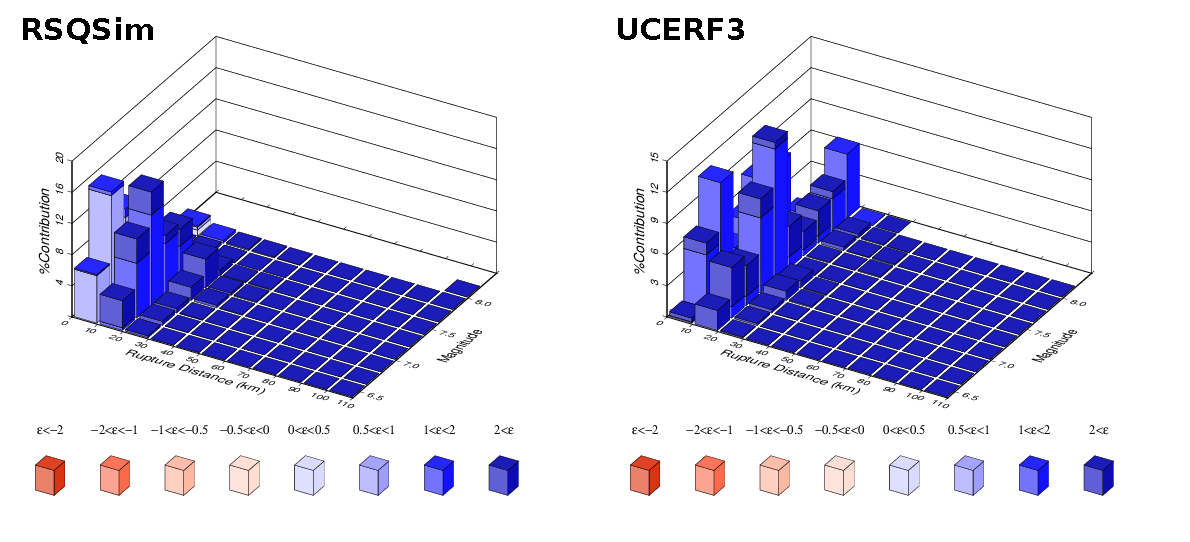 RSQSim
20
16
12
8
4
%Contribution
0
10
20
30
40
50
60
70
80
90
100
110
Rupture Distance (km)
6.5
7.0
7.5
8.0
Magnitude
ε<−2
−2<ε<−1
−1<ε<−0.5
−0.5<ε<0
0<ε<0.5
0.5<ε<1
1<ε<2
2<ε
UCERF3
15
12
9
6
3
%Contribution
0
10
20
30
40
50
60
70
80
90
100
110
Rupture Distance (km)
6.5
7.0
7.5
8.0
Magnitude
ε<−2
−2<ε<−1
−1<ε<−0.5
−0.5<ε<0
0<ε<0.5
0.5<ε<1
1<ε<2
2<ε